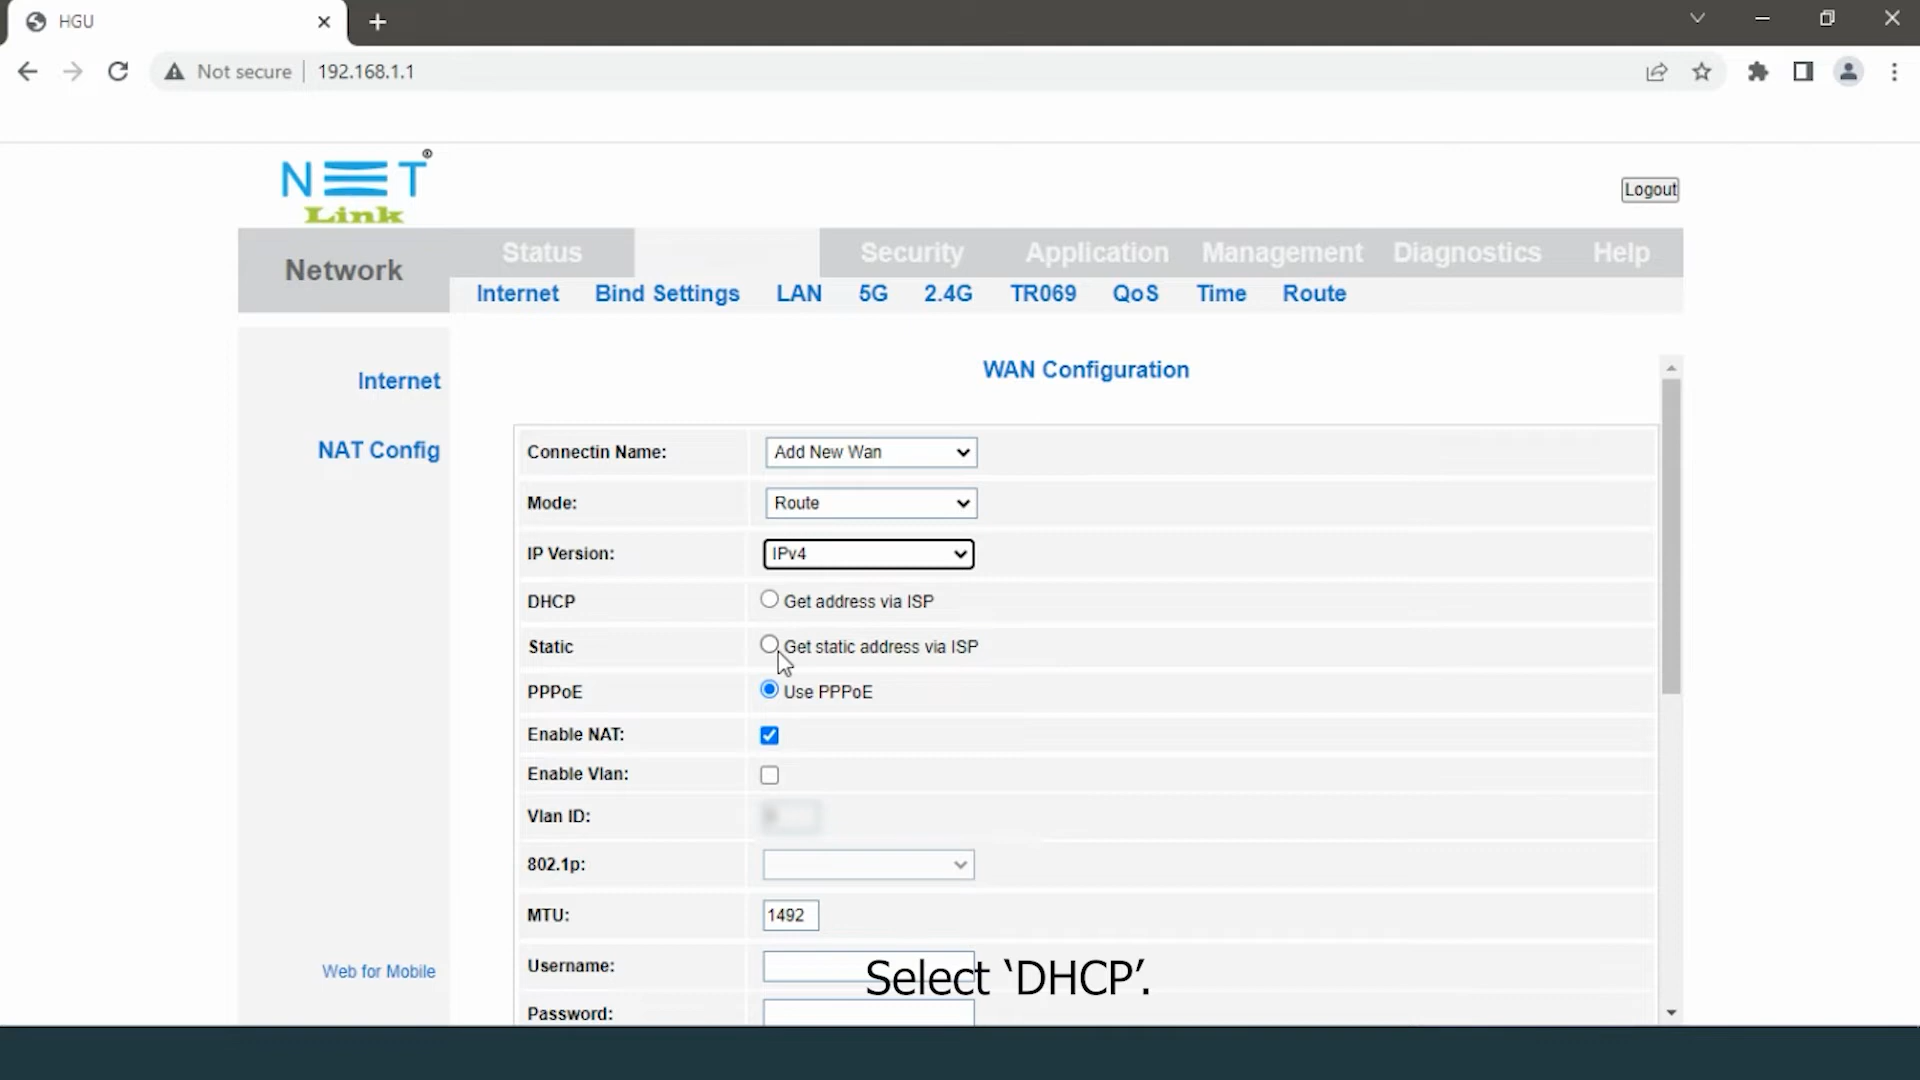 HGU
Not secure 192.168.1.1
NET
Link
Logout
Network
Status Security Application Management Diagnostics Help
Internet Bind Settings LAN 5G 2.4G TR069 QoS Time Route
Internet
NAT Config
Web for Mobile
WAN Configuration
Connectin Name: Add New Wan
Mode: Route
IP Version: IPv4
DHCP Get address via ISP
Static Get static address via ISP
PPPoE Use PPPoE
Enable NAT:
Enable Vlan:
Vlan ID:
802.1p:
MTU: 1492
Username:
Password:
Select ‘DHCP’.